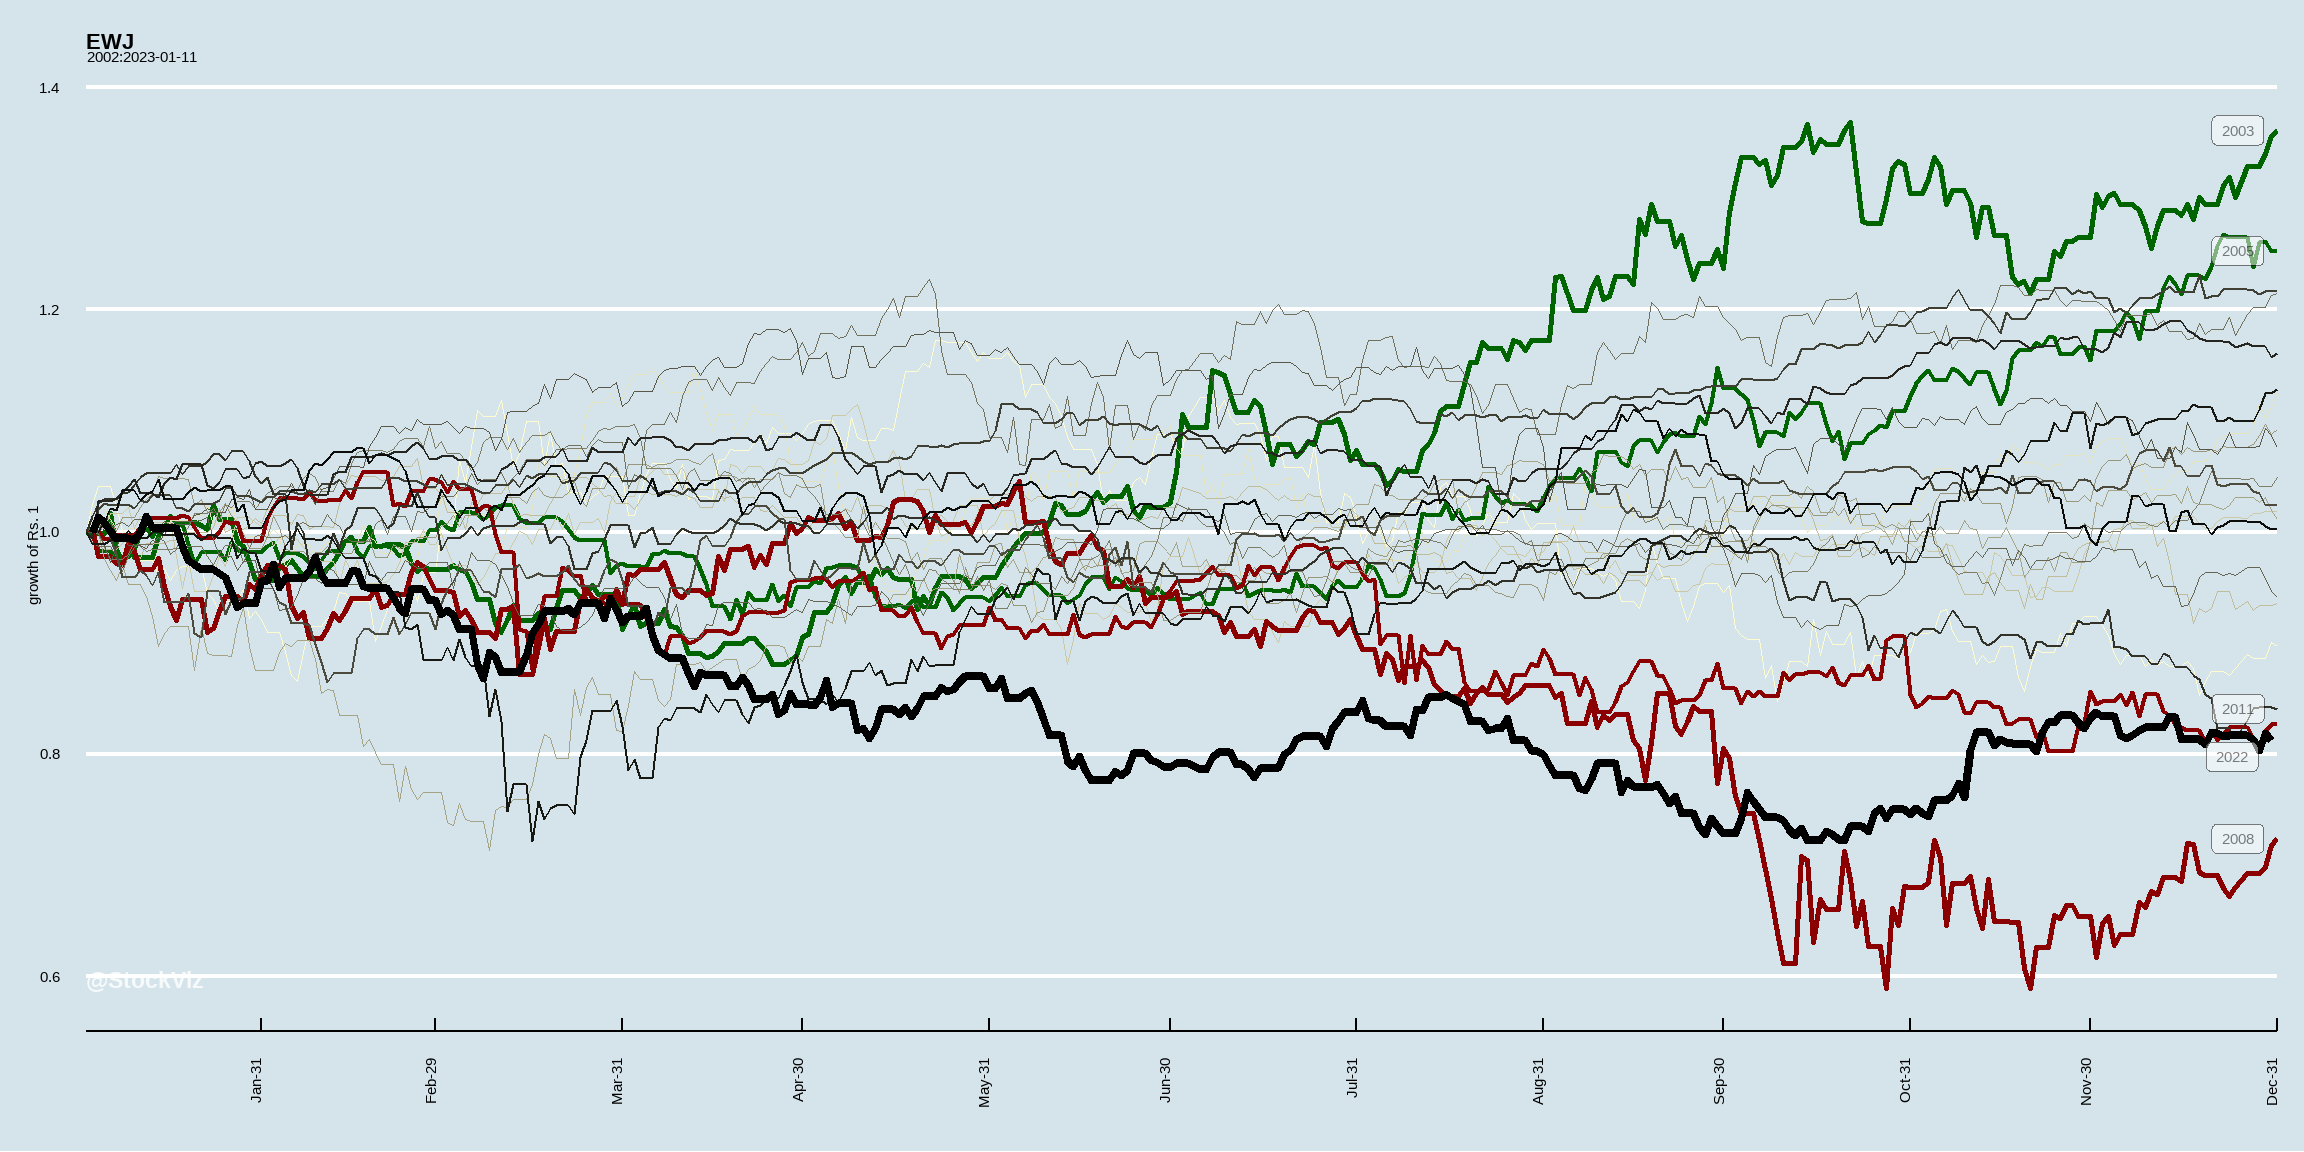 EWJ
2002:2023-01-11
1.4
1.2
1.0
0.8
0.6
growth of Rs. 1
2003
2005
2011
2022
2008
@StockViz
Jan-31
Feb-29
Mar-31
Apr-30
May-31
Jun-30
Jul-31
Aug-31
Sep-30
Oct-31
Nov-30
Dec-31